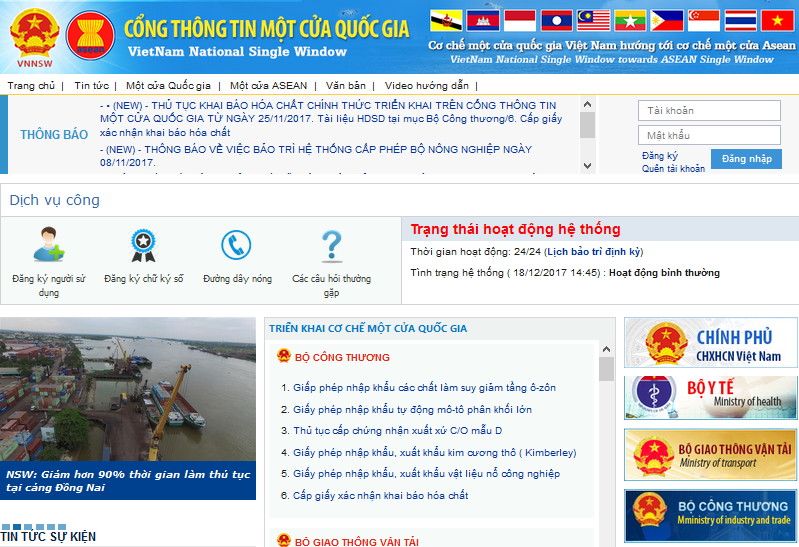 CỔNG THÔNG TIN MỘT CỬA QUỐC GIA
VietNam National Single Window
VNNSW
asean
Cơ chế một cửa quốc gia Việt Nam hướng tới cơ chế một cửa Asean
VietNam National Single Window towards ASEAN Single Window
Trang chủ | Tin tức | Một cửa Quốc gia | Một cửa ASEAN | Văn bản | Video hướng dẫn |
THÔNG BÁO
- • (NEW) - THỦ TỤC KHAI BÁO HÓA CHẤT CHÍNH THỨC TRIỂN KHAI TRÊN CỔNG THÔNG TIN
MỘT CỬA QUỐC GIA TỪ NGÀY 25/11/2017. Tài liệu HDSD tại mục Bộ Công thương/6. Cấp giấy
xác nhận khai báo hóa chất
- (NEW) - THÔNG BÁO VỀ VIỆC BẢO TRÌ HỆ THỐNG CẤP PHÉP BỘ NÔNG NGHIỆP NGÀY
08/11/2017.
Tài khoản
Mật khẩu
Đăng ký
Quên tài khoản
Đăng nhập
Dịch vụ công
Đăng ký người sử
dụng
Đăng ký chữ ký số
Đường dây nóng
Các câu hỏi thường
gặp
Trạng thái hoạt động hệ thống
Thời gian hoạt động: 24/24 (Lịch bảo trì định kỳ)
Tình trạng hệ thống ( 18/12/2017 14:45) : Hoạt động bình thường
NSW: Giảm hơn 90% thời gian làm thủ tục
tại cảng Đồng Nai
TIN TỨC SỰ KIỆN
TRIỂN KHAI CƠ CHẾ MỘT CỬA QUỐC GIA
BỘ CÔNG THƯƠNG
1. Giấp phép nhập khẩu các chất làm suy giảm tầng ô-zôn
2. Giấy phép nhập khẩu tự động mô-tô phân khối lớn
3. Thủ tục cấp chứng nhận xuất xứ C/O mẫu D
4. Giấy phép nhập khẩu, xuất khẩu kim cương thô ( Kimberley)
5. Giấy phép nhập khẩu, xuất khẩu vật liệu nổ công nghiệp
6. Cấp giấy xác nhận khai báo hóa chất
BỘ GIAO THÔNG VẬN TẢI
CHÍNH PHỦ
CHXHCN Việt Nam
BỘ Y TẾ
Ministry of health
BỘ GIAO THÔNG VẬN TẢI
Ministry of transport
BỘ CÔNG THƯƠNG
Mministry of industry and trade